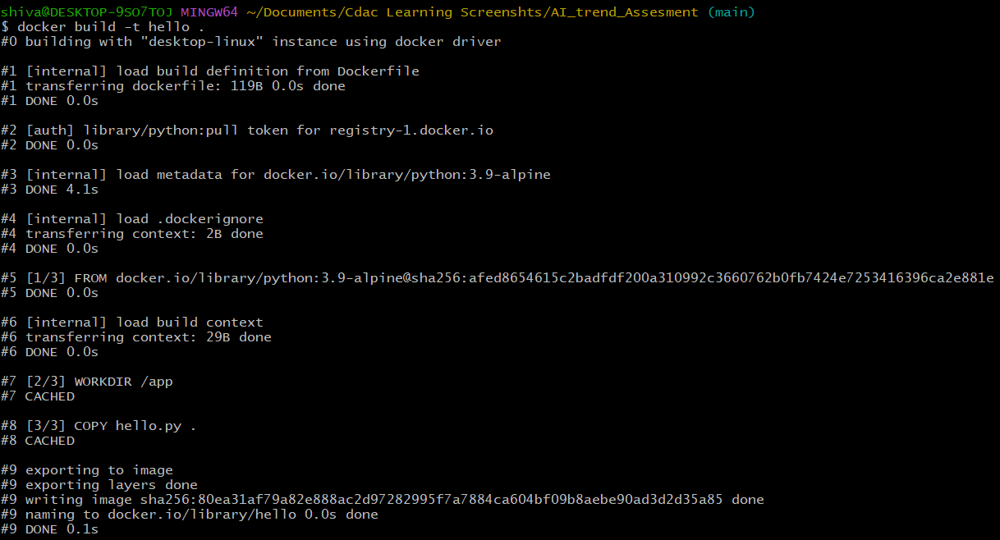 shiva@DESKTOP-9SO7TOJ MINGW64 ~/Documents/Cdac Learning Screenshts/AI_trend_Assesment (main)
$ docker build -t hello .
#0 building with "desktop-linux" instance using docker driver
#1 [internal] load build definition from Dockerfile
#1 transferring dockerfile: 119B 0.0s done
#1 DONE 0.0s
#2 [auth] library/python:pull token for registry-1.docker.io
#2 DONE 0.0s
#3 [internal] load metadata for docker.io/library/python:3.9-alpine
#3 DONE 4.1s
#4 [internal] load .dockerignore
#4 transferring context: 2B done
#4 DONE 0.0s
#5 [1/3] FROM docker.io/library/python:3.9-alpine@sha256:afed8654615c2badfdf200a310992c3660762b0fb7424e7253416396ca2e881e
#5 DONE 0.0s
#6 [internal] load build context
#6 transferring context: 29B done
#6 DONE 0.0s
#7 [2/3] WORKDIR /app
#7 CACHED
#8 [3/3] COPY hello.py .
#8 CACHED
#9 exporting to image
#9 exporting layers done
#9 writing image sha256:80ea31af79a82e888ac2d97282995f7a7884ca604bf09b8aebe90ad3d2d35a85 done
#9 naming to docker.io/library/hello 0.0s done
#9 DONE 0.1s